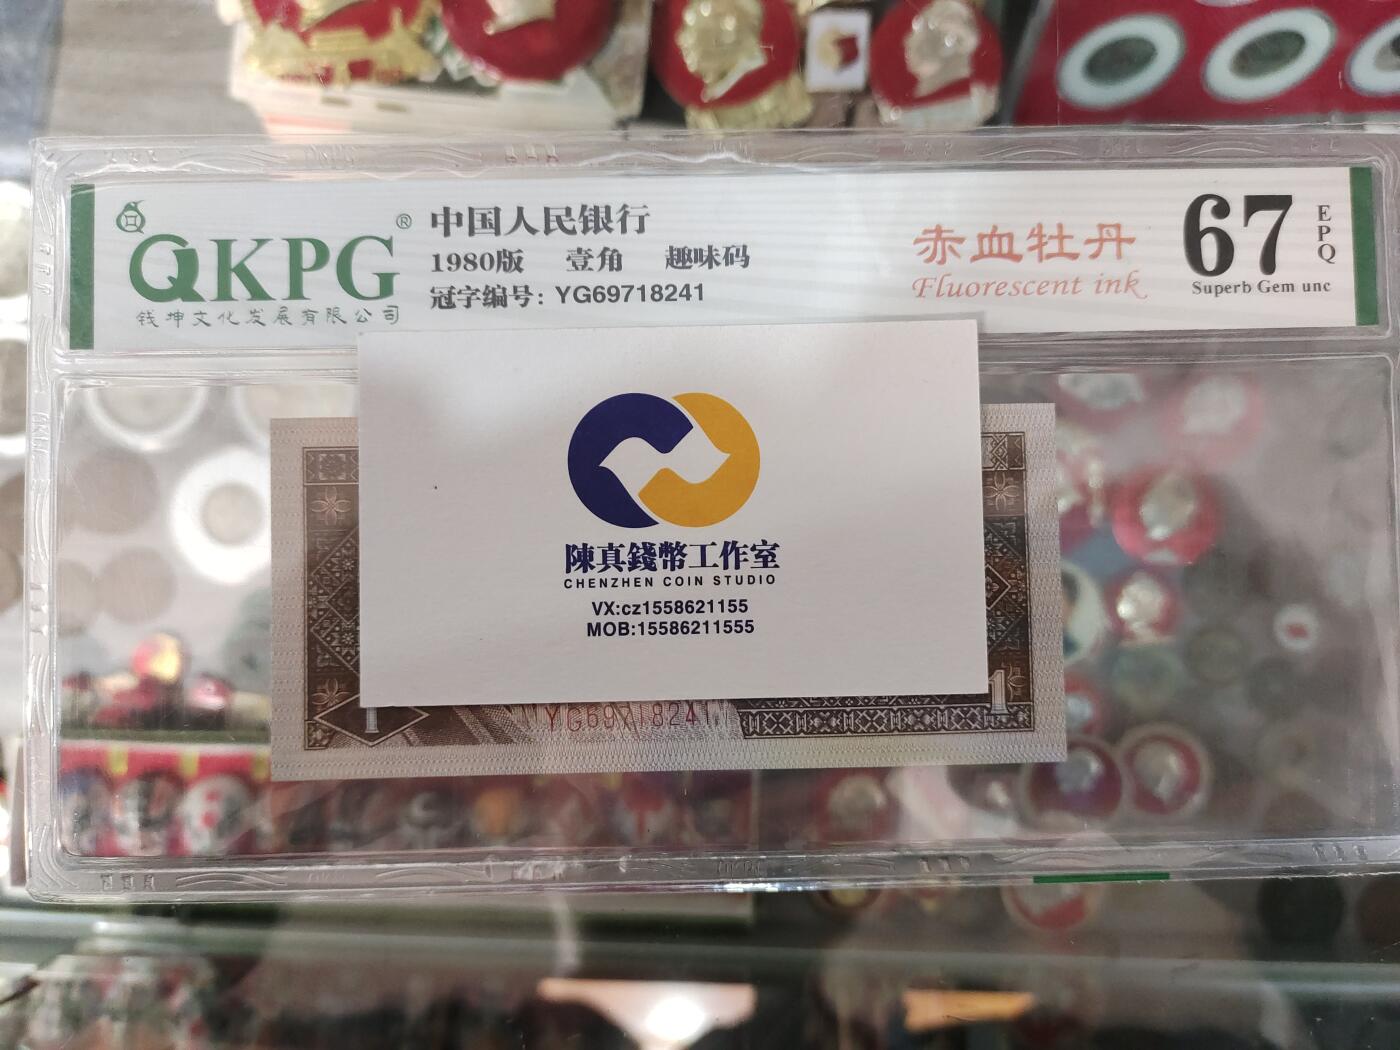 QKPG®
钱坤文化发展有限公司
中国人民银行
1980版 壹角 趣味码
冠字编号: YG69718241
赤血牡丹
Fluorescent ink
67
EPQ
Superb Gem unc
陳真錢幣工作室
CHENZHEN COIN STUDIO
VX:cz1558621155
MOB:15586211555
1
1
YG69718241